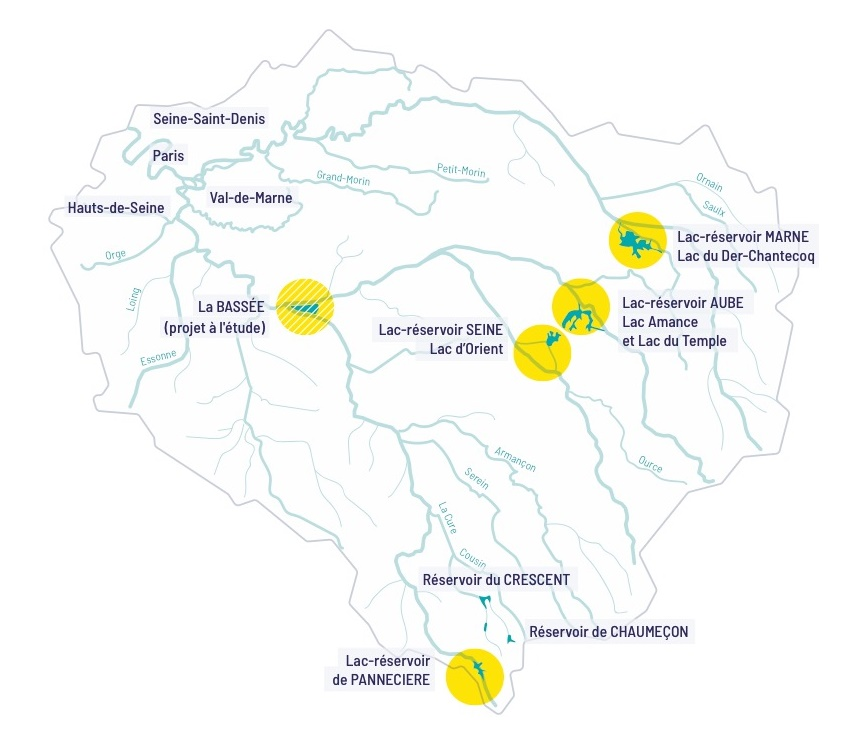 Seine-Saint-Denis
Paris
Petit-Morin
Grand-Morin
Ornain
Hauts-de-Seine
Val-de-Marne
Saulx
Lac-réservoir MARNE
Lac du Der-Chantecoq
Orge
Loing
La BASSÉE
(projet à l'étude)
Lac-réservoir AUBE
Lac Amance
et Lac du Temple
Lac-réservoir SEINE
Lac d'Orient
Essonne
Armançon
Ource
Serein
La Cure
Cousin
Réservoir du CRESCENT
Réservoir de CHAUMEÇON
Lac-réservoir
de PANNECIERE